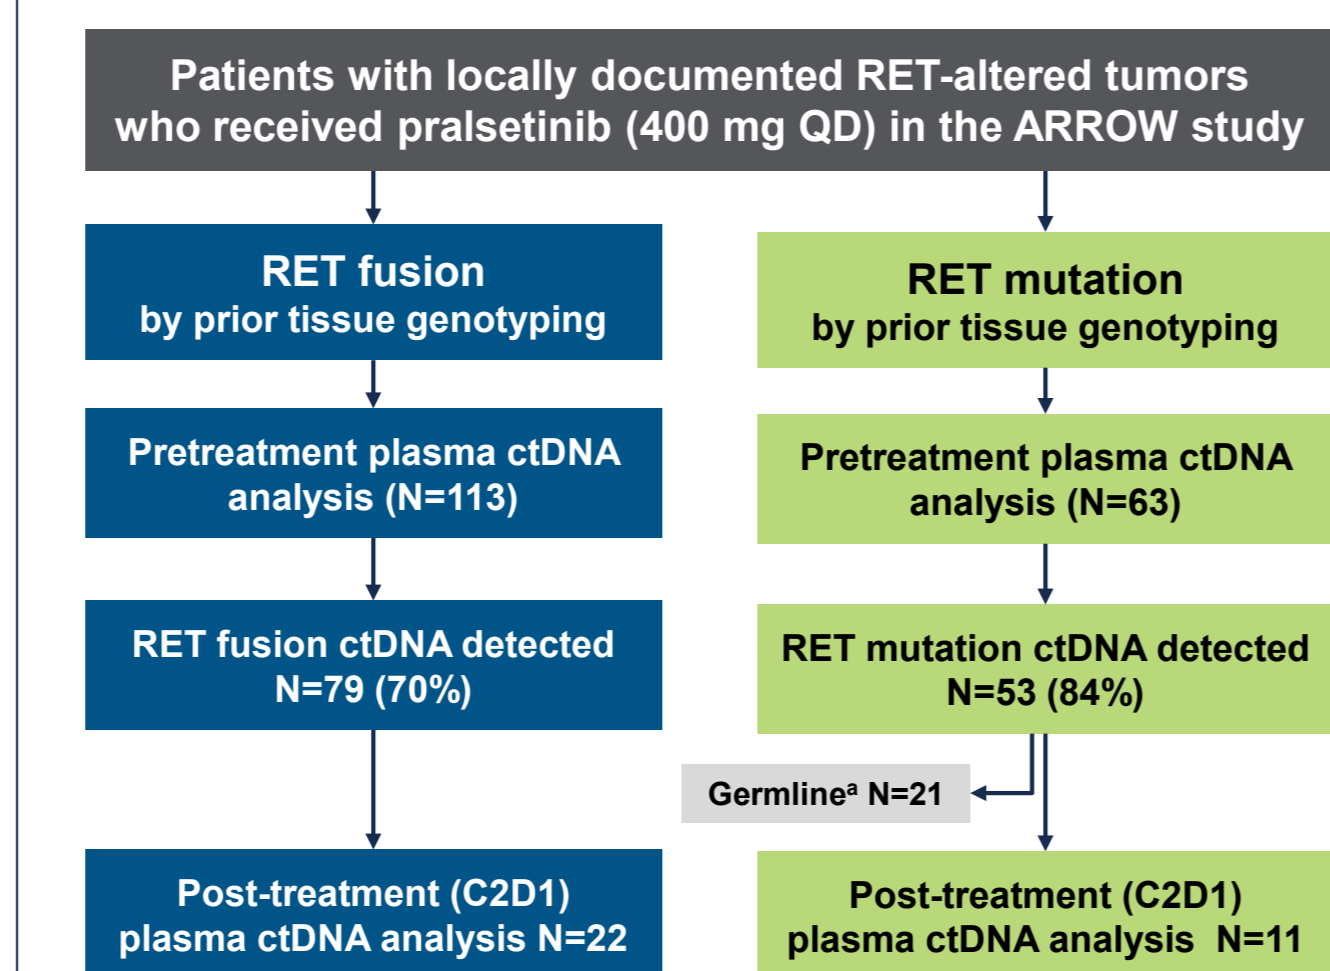 Patients with locally documented RET-altered tumors
who received pralsetinib (400 mg QD) in the ARROW study
RET fusion
by prior tissue genotyping
RET mutation
by prior tissue genotyping
Pretreatment plasma ctDNA
analysis (N=113)
Pretreatment plasma ctDNA
analysis (N=63)
RET fusion ctDNA detected
N=79 (70%)
RET mutation ctDNA detected
N=53 (84%)
Germlineᵃ N=21
Post-treatment (C2D1)
plasma ctDNA analysis N=22
Post-treatment (C2D1)
plasma ctDNA analysis N=11